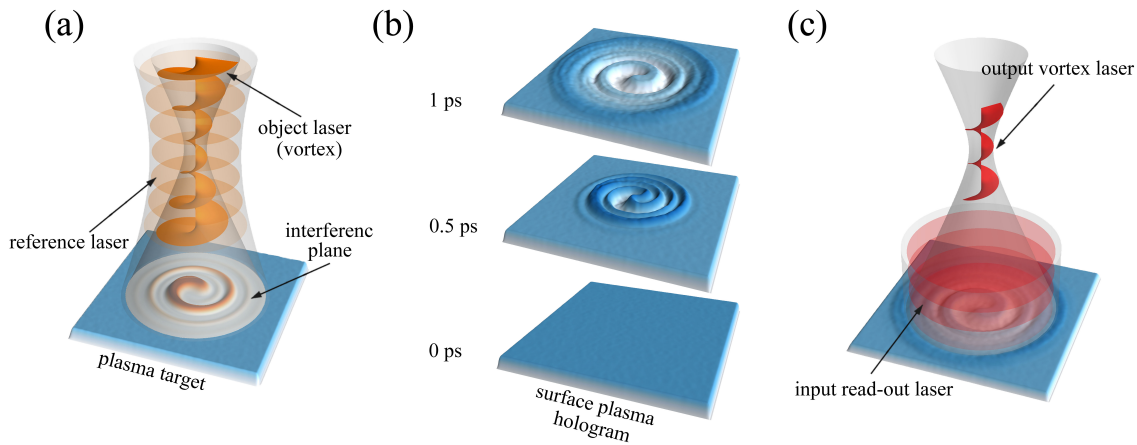 (a)
object laser
(vortex)
reference laser
interferenc
plane
plasma target
(b)
1 ps
0.5 ps
0 ps
surface plasma
hologram
(c)
output vortex laser
input read-out laser